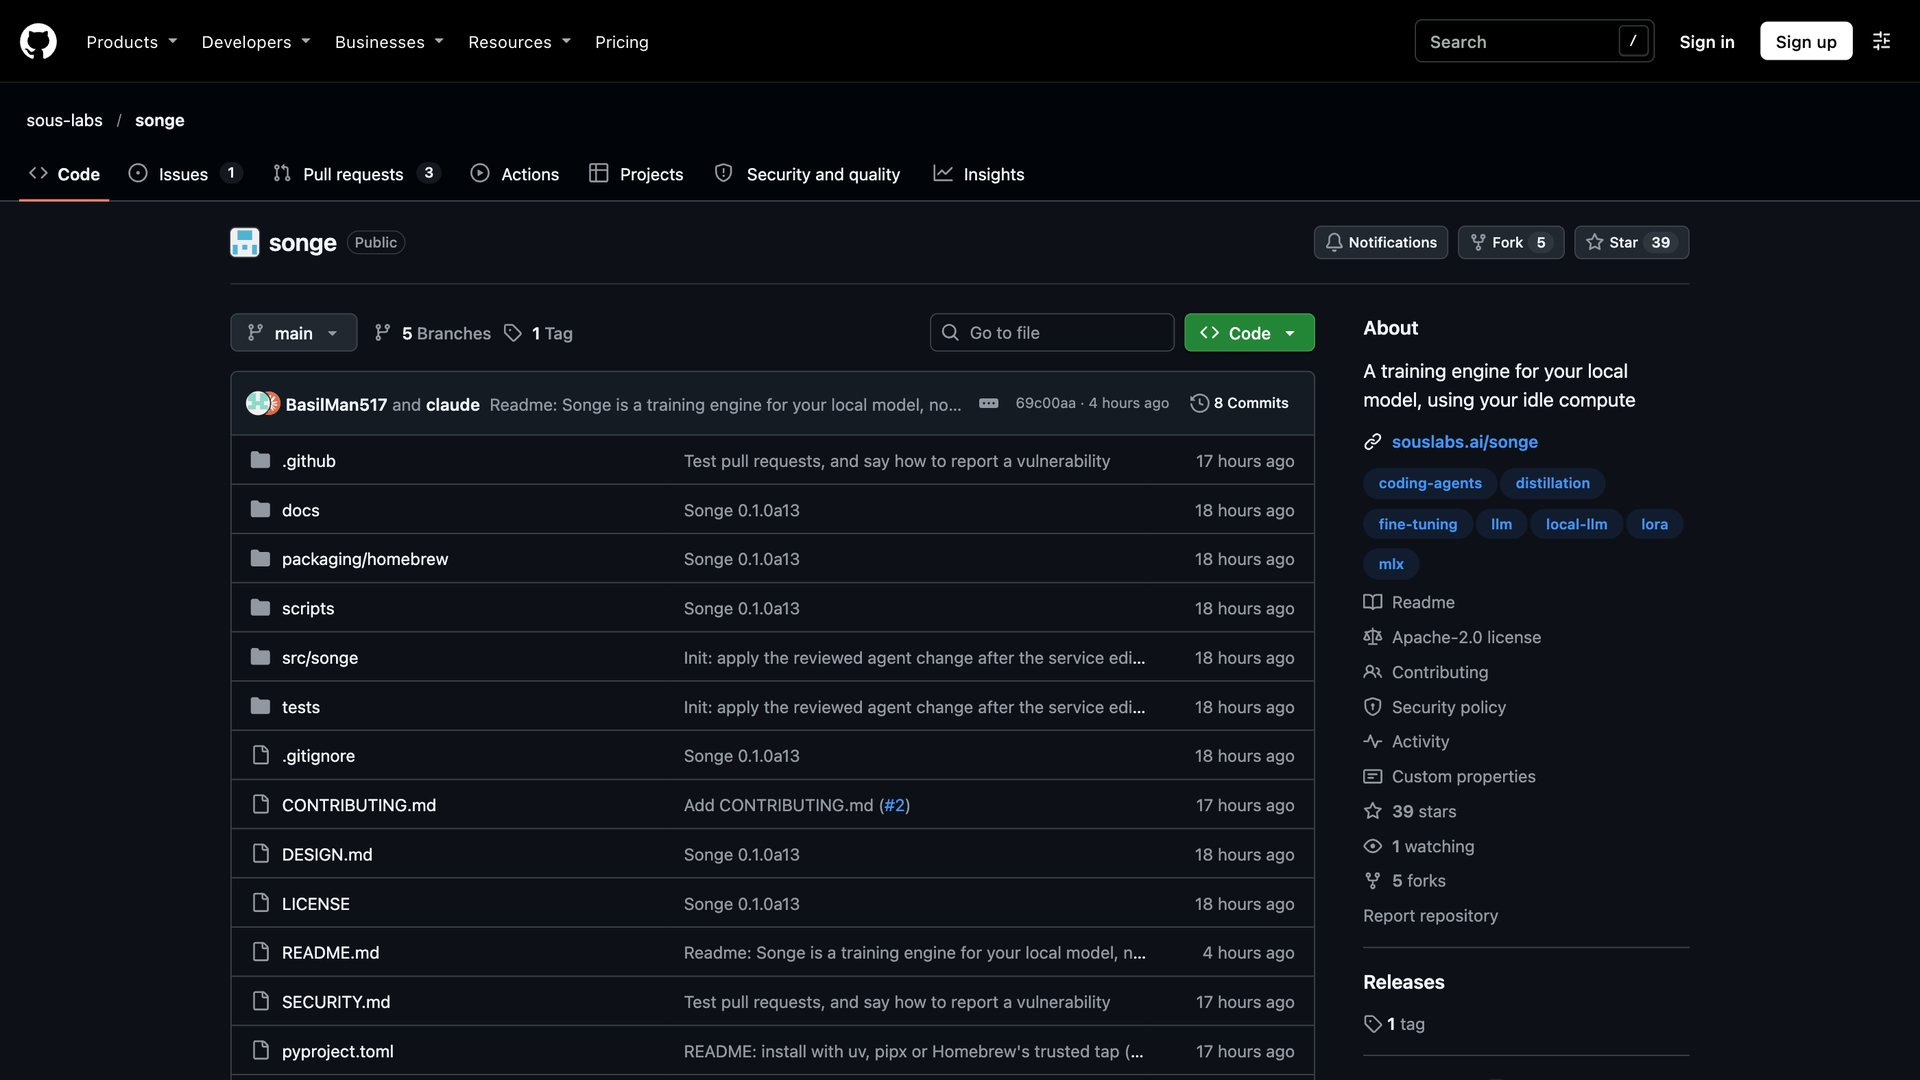 Products Developers Businesses Resources Pricing Search / Sign in Sign up
sous-labs / songe
Code Issues 1 Pull requests 3 Actions Projects Security and quality Insights
songe Public Notifications Fork 5 Star 39
main 5 Branches 1 Tag Go to file Code
BasilMan517 and claude Readme: Songe is a training engine for your local model, no... 69c00aa · 4 hours ago 8 Commits
.github Test pull requests, and say how to report a vulnerability 17 hours ago
docs Songe 0.1.0a13 18 hours ago
packaging/homebrew Songe 0.1.0a13 18 hours ago
scripts Songe 0.1.0a13 18 hours ago
src/songe Init: apply the reviewed agent change after the service edi... 18 hours ago
tests Init: apply the reviewed agent change after the service edi... 18 hours ago
.gitignore Songe 0.1.0a13 18 hours ago
CONTRIBUTING.md Add CONTRIBUTING.md (#2) 17 hours ago
DESIGN.md Songe 0.1.0a13 18 hours ago
LICENSE Songe 0.1.0a13 18 hours ago
README.md Readme: Songe is a training engine for your local model, n... 4 hours ago
SECURITY.md Test pull requests, and say how to report a vulnerability 17 hours ago
pyproject.toml README: install with uv, pipx or Homebrew's trusted tap (... 17 hours ago
About
A training engine for your local
model, using your idle compute
souslabs.ai/songe
coding-agents distillation
fine-tuning llm local-llm lora
mlx
Readme
Apache-2.0 license
Contributing
Security policy
Activity
Custom properties
39 stars
1 watching
5 forks
Report repository
Releases
1 tag